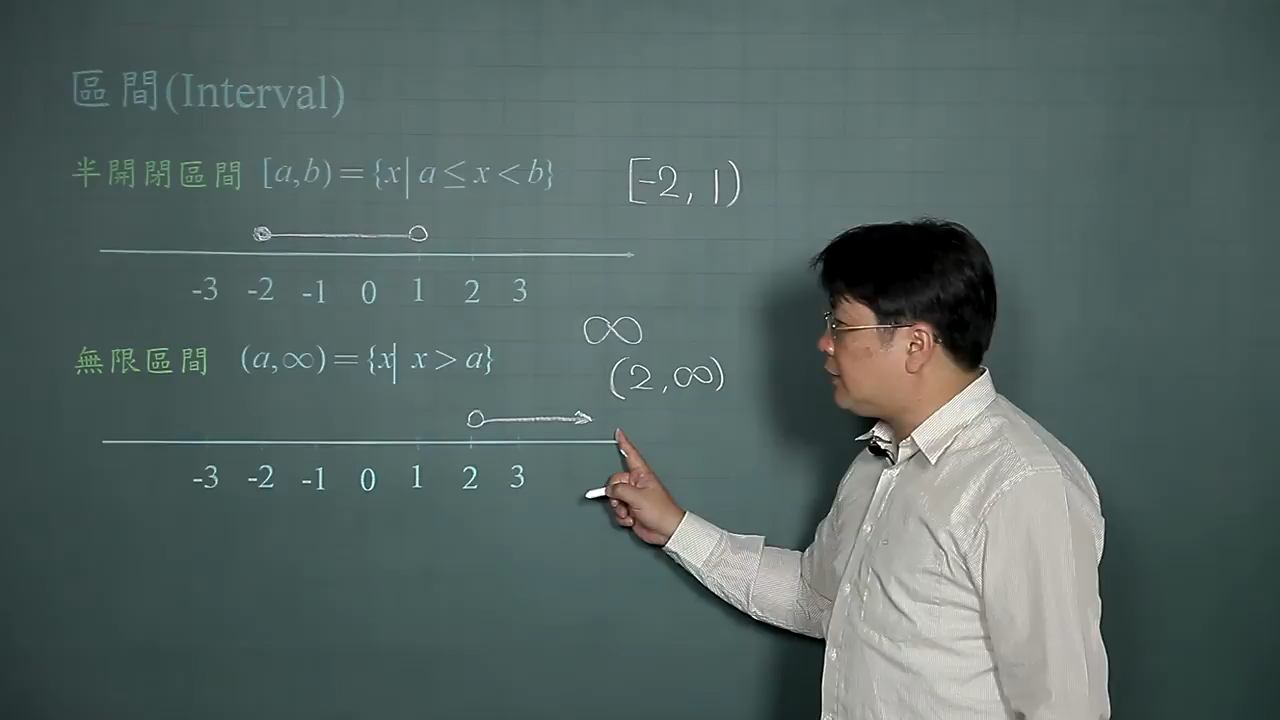 區間(Interval)
半開閉區間 [a,b) = {x| a ≤ x < b} [-2, 1)
-3 -2 -1 0 1 2 3
∞
無限區間 (a,∞) = {x| x > a} (2,∞)
-3 -2 -1 0 1 2 3